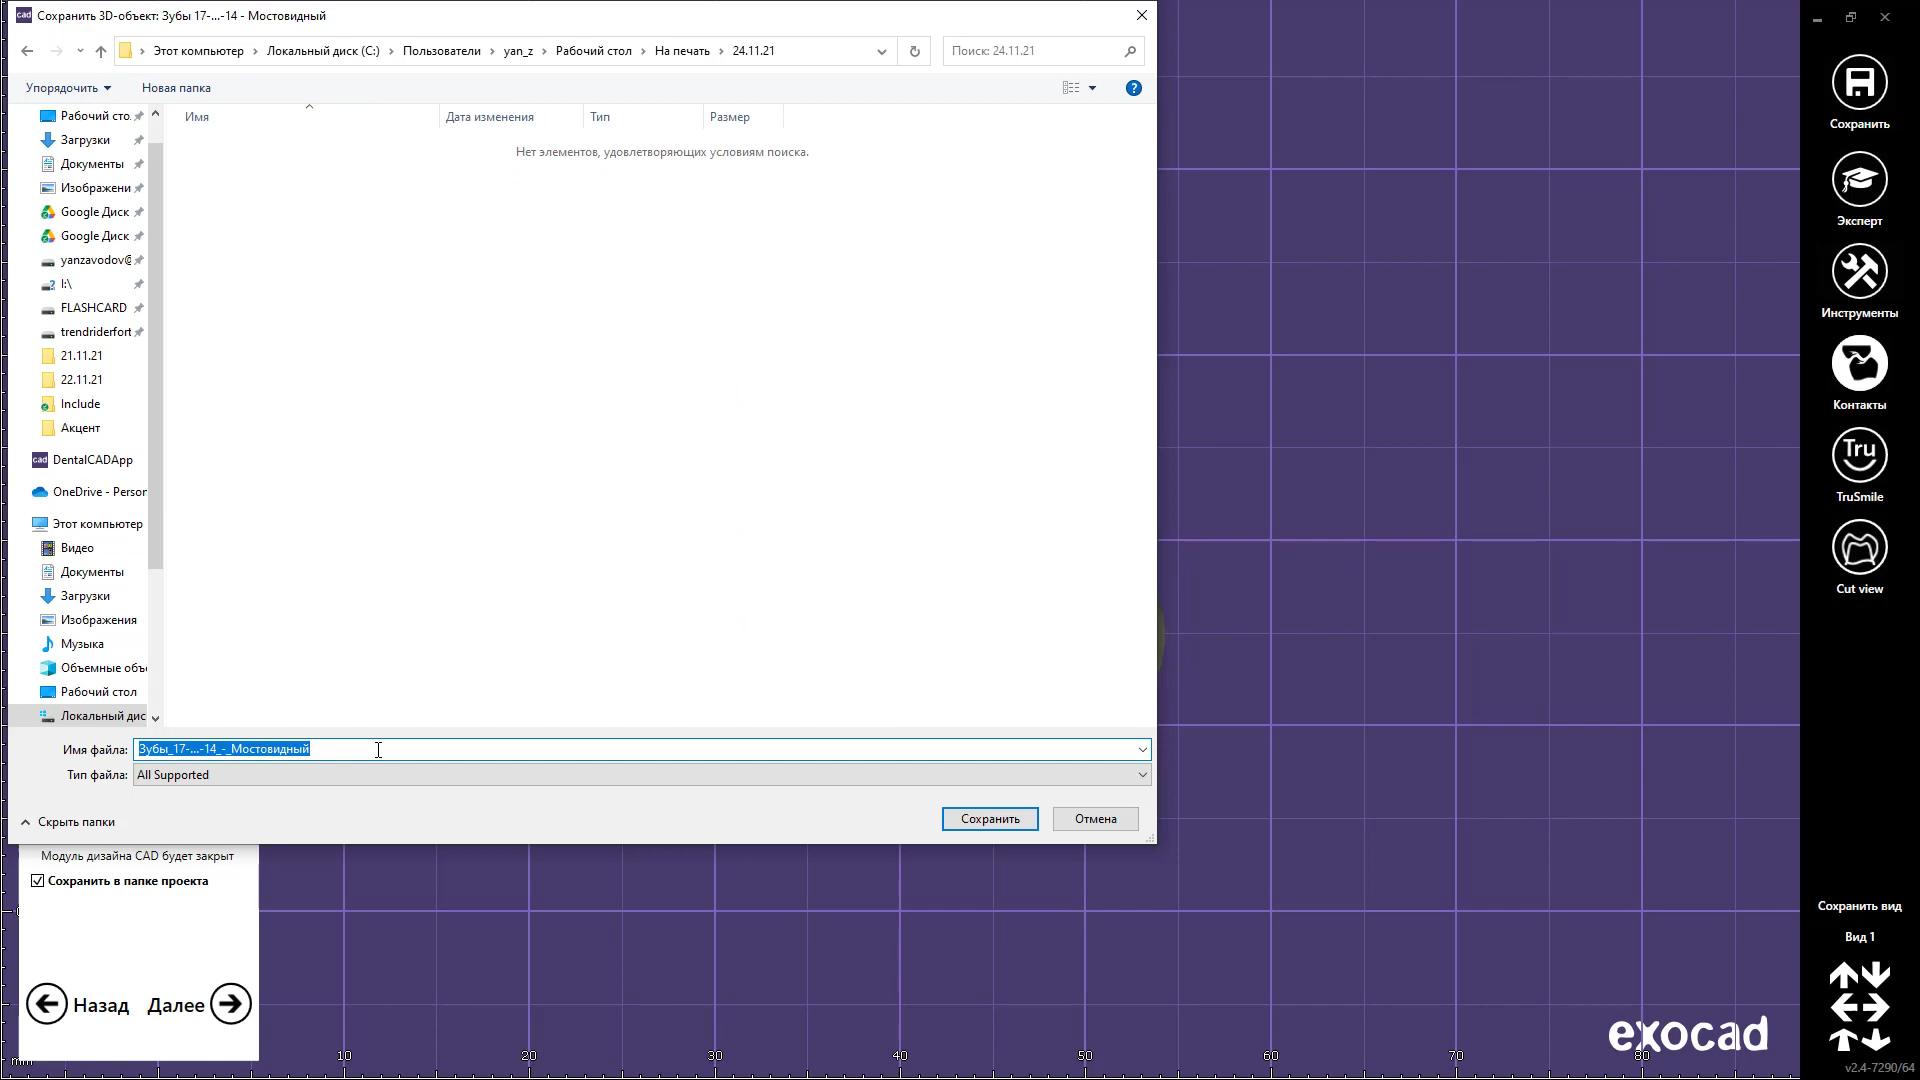 cad Сохранить 3D-объект: Зубы 17-...-14 - Мостовидный
Этот компьютер > Локальный диск (C:) > Пользователи > yan_z > Рабочий стол > На печать > 24.11.21
Поиск: 24.11.21
Упорядочить
Новая папка
?
Имя
Дата изменения
Тип
Размер
Нет элементов, удовлетворяющих условиям поиска.
Рабочий сто
Загрузки
Документы
Изображени
Google Диск
Google Диск
yanzavodov@
I:\
FLASHCARD
trendriderfort
21.11.21
22.11.21
Include
Акцент
cad DentalCADApp
OneDrive - Person
Этот компьютер
Видео
Документы
Загрузки
Изображения
Музыка
Объемные объе
Рабочий стол
Локальный дис
Имя файла: Зубы_17-...-14_-_Мостовидный
Тип файла: All Supported
Скрыть папки
Сохранить
Отмена
Модуль дизайна CAD будет закрыт
Сохранить в папке проекта
Назад
Далее
mm
10
20
30
40
50
60
70
80
Сохранить
Эксперт
Инструменты
Контакты
Tru
TruSmile
Cut view
Сохранить вид
Вид 1
exocad
v2.4-7290/64